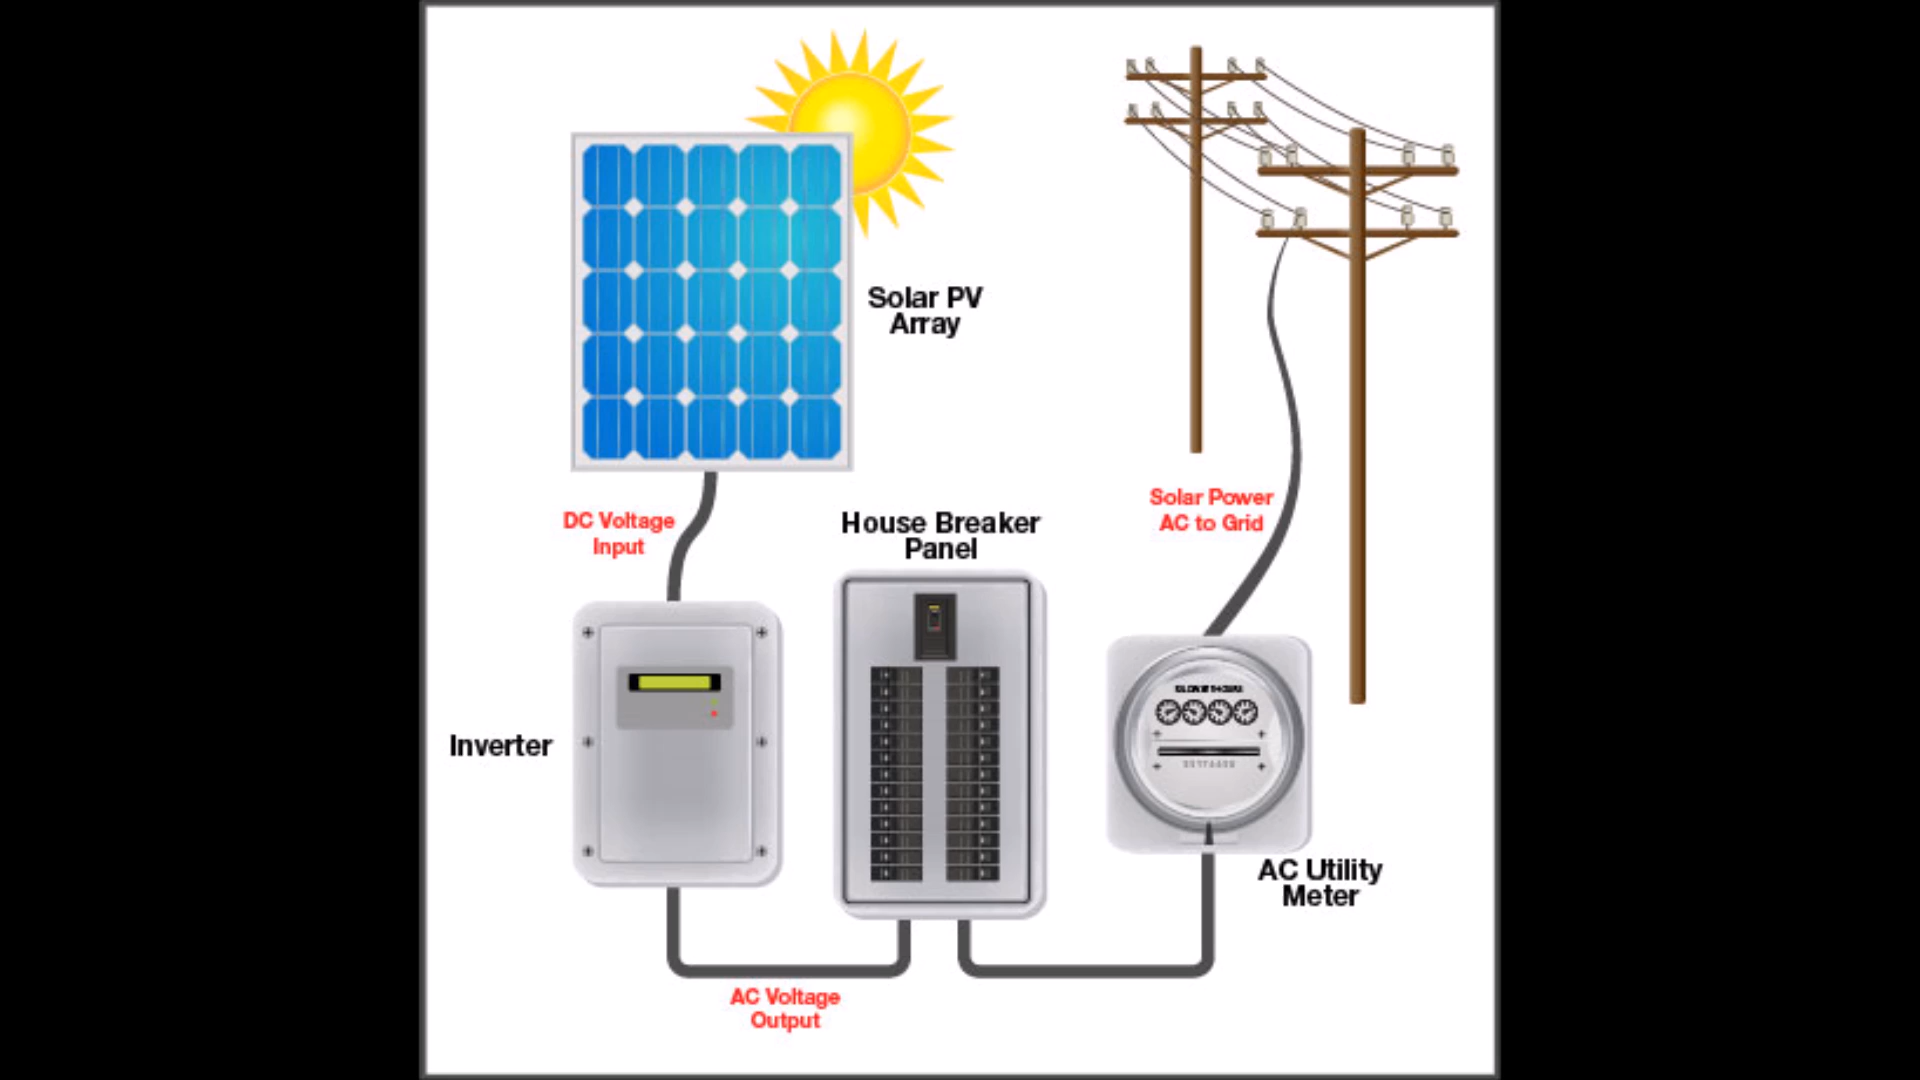 Solar PV
Array
DC Voltage
Input
House Breaker
Panel
Solar Power
AC to Grid
Inverter
AC Utility
Meter
AC Voltage
Output